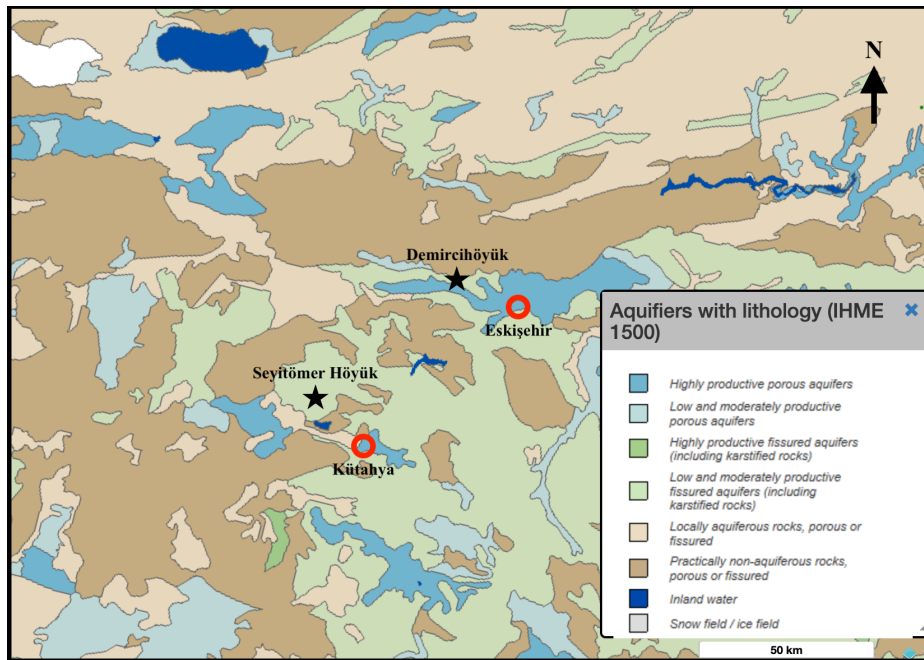 N
Demircihöyük
Eskişehir
Seyitömer Höyük
Kütahya
Aquifiers with lithology (IHME
1500)
Highly productive porous aquifers
Low and moderately productive
porous aquifers
Highly productive fissured aquifers
(including karstified rocks)
Low and moderately productive
fissured aquifers (including
karstified rocks)
Locally aquiferous rocks, porous or
fissured
Practically non-aquiferous rocks,
porous or fissured
Inland water
Snow field / ice field
50 km